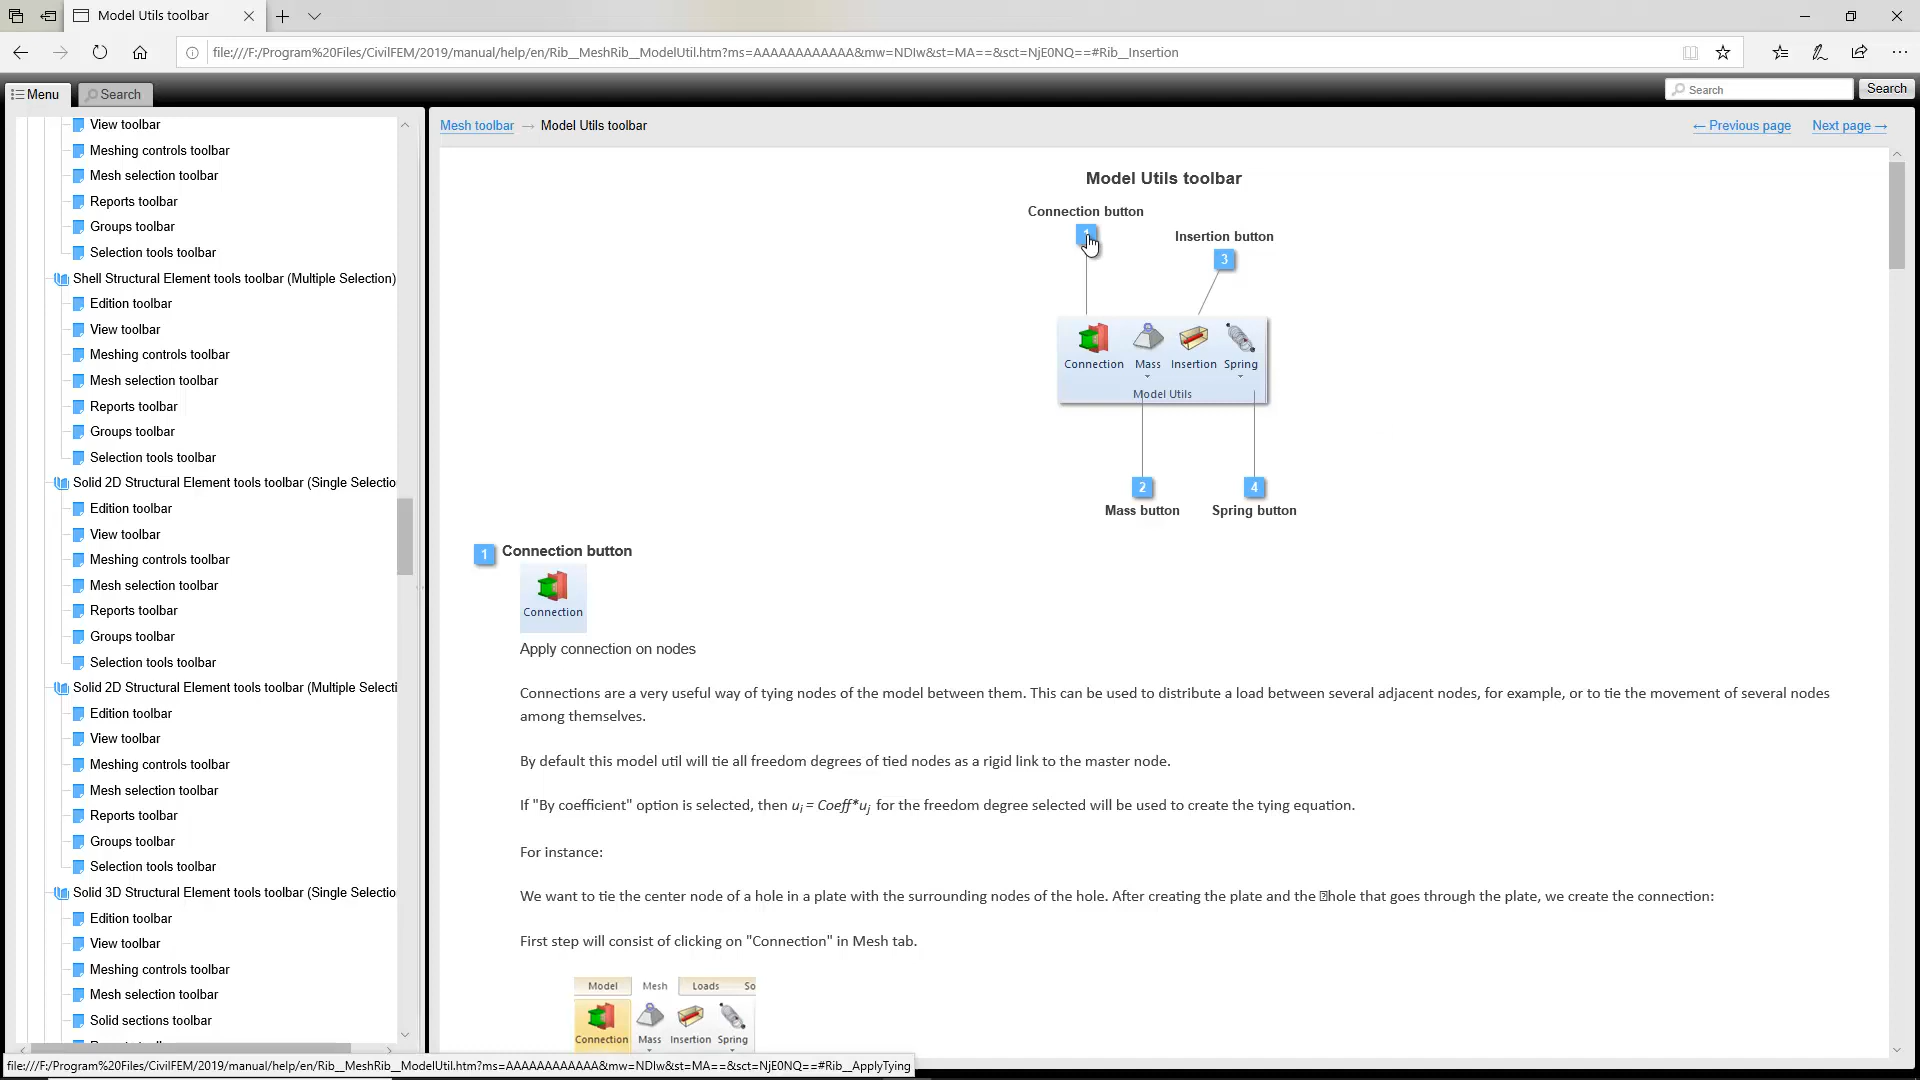 Model Utils toolbar
file:///F:/Program%20Files/CivilFEM/2019/manual/help/en/Rib__MeshRib__ModelUtil.htm?ms=AAAAAAAAAAAA&mw=NDIw&st=MA==&sct=NjE0NQ==#Rib__Insertion
Menu
Search
Search
Search
View toolbar
Meshing controls toolbar
Mesh selection toolbar
Reports toolbar
Groups toolbar
Selection tools toolbar
Shell Structural Element tools toolbar (Multiple Selection)
Edition toolbar
View toolbar
Meshing controls toolbar
Mesh selection toolbar
Reports toolbar
Groups toolbar
Selection tools toolbar
Solid 2D Structural Element tools toolbar (Single Selectio
Edition toolbar
View toolbar
Meshing controls toolbar
Mesh selection toolbar
Reports toolbar
Groups toolbar
Selection tools toolbar
Solid 2D Structural Element tools toolbar (Multiple Selecti
Edition toolbar
View toolbar
Meshing controls toolbar
Mesh selection toolbar
Reports toolbar
Groups toolbar
Selection tools toolbar
Solid 3D Structural Element tools toolbar (Single Selectio
Edition toolbar
View toolbar
Meshing controls toolbar
Mesh selection toolbar
Solid sections toolbar
Mesh toolbar → Model Utils toolbar
← Previous page
Next page →
Model Utils toolbar
Connection button
1
Insertion button
3
Connection Mass Insertion Spring
Model Utils
2 4
Mass button Spring button
1 Connection button
Connection
Apply connection on nodes
Connections are a very useful way of tying nodes of the model between them. This can be used to distribute a load between several adjacent nodes, for example, or to tie the movement of several nodes
among themselves.
By default this model util will tie all freedom degrees of tied nodes as a rigid link to the master node.
If "By coefficient" option is selected, then ui = Coeff*uj for the freedom degree selected will be used to create the tying equation.
For instance:
We want to tie the center node of a hole in a plate with the surrounding nodes of the hole. After creating the plate and the hole that goes through the plate, we create the connection:
First step will consist of clicking on "Connection" in Mesh tab.
Model Mesh Loads So
Connection Mass Insertion Spring
file:///F:/Program%20Files/CivilFEM/2019/manual/help/en/Rib__MeshRib__ModelUtil.htm?ms=AAAAAAAAAAAA&mw=NDIw&st=MA==&sct=NjE0NQ==#Rib__ApplyTying